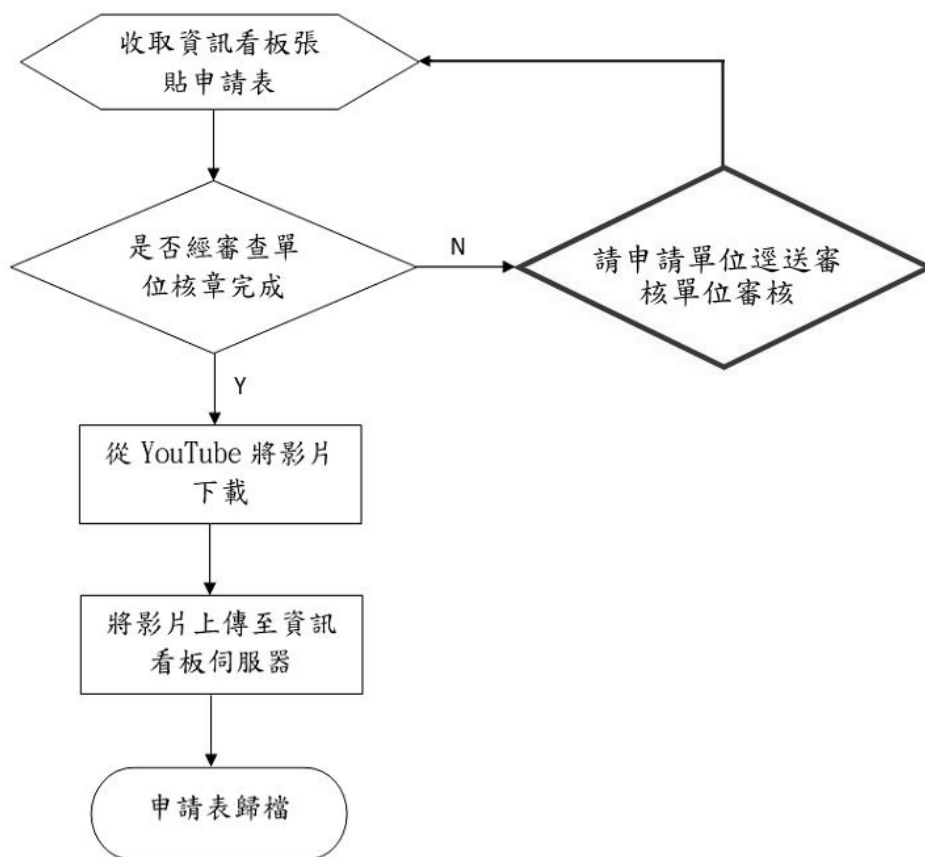 收取資訊看板張
貼申請表
是否經審查單
位核章完成
N
請申請單位逕送審
核單位審核
Y
從 YouTube 將影片
下載
將影片上傳至資訊
看板伺服器
申請表歸檔